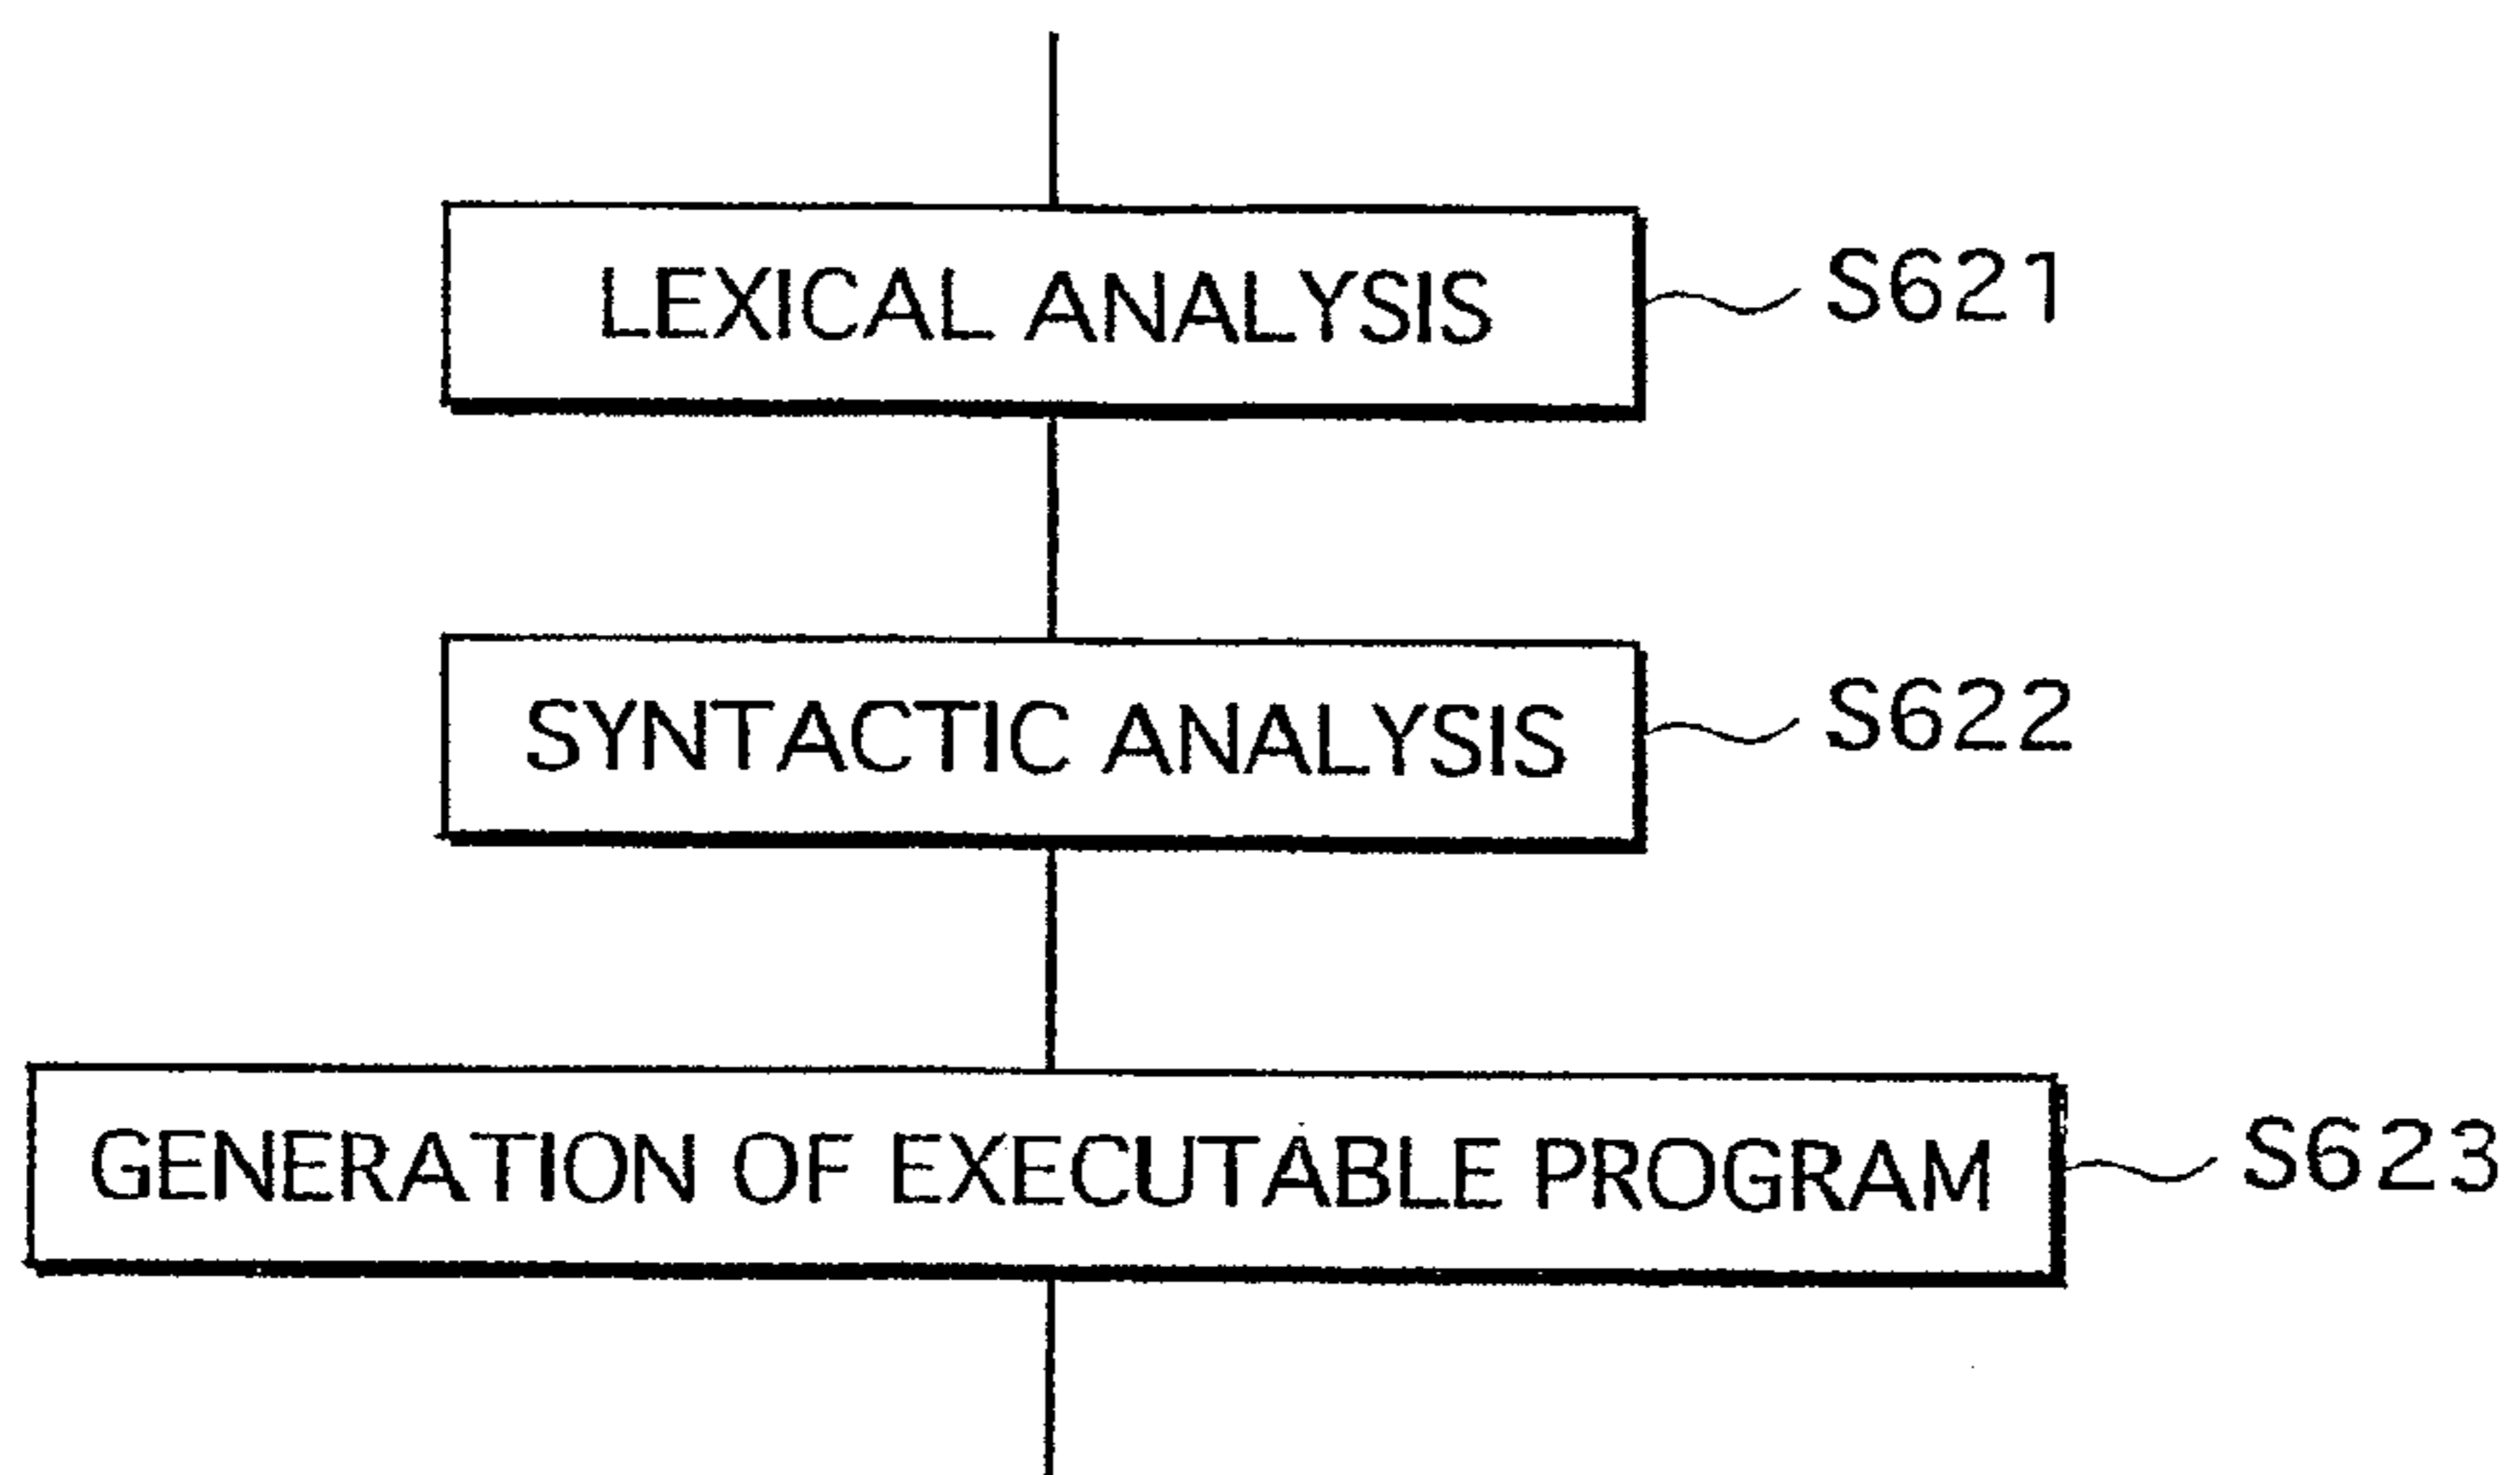 LEXICAL ANALYSIS S621
SYNTACTIC ANALYSIS S622
GENERATION OF EXECUTABLE PROGRAM S623